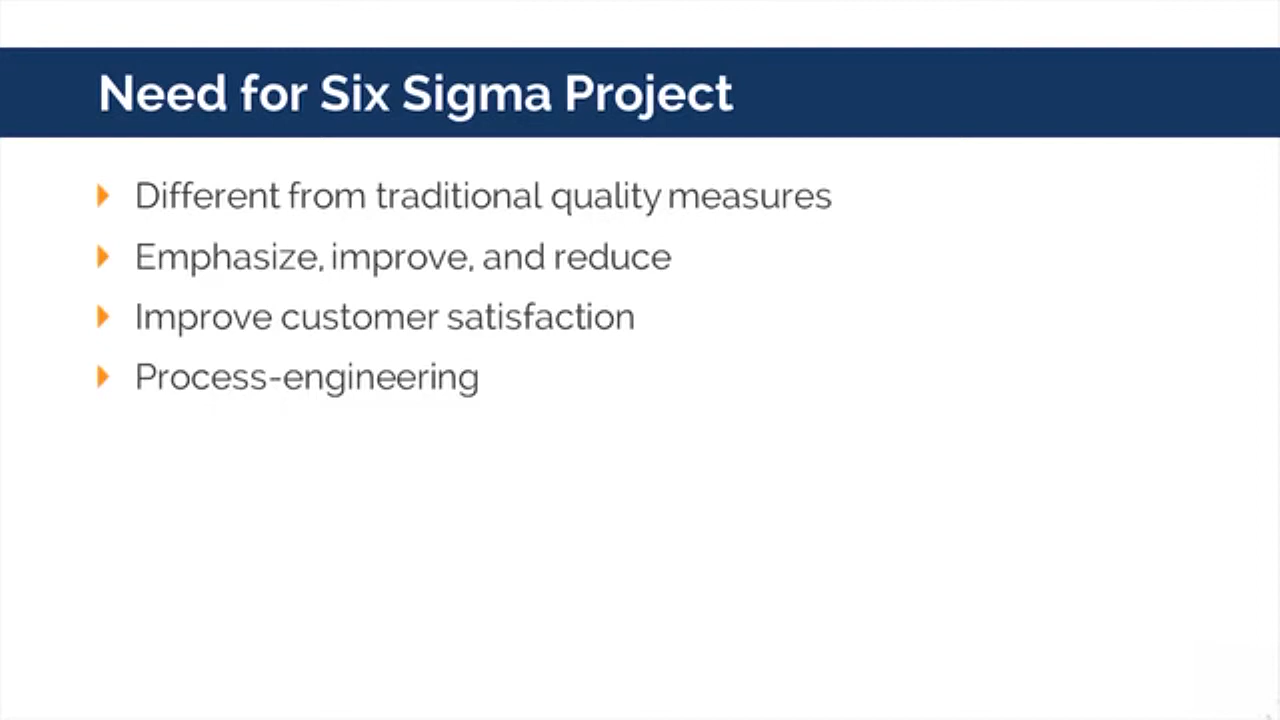 Need for Six Sigma Project
Different from traditional quality measures
Emphasize, improve, and reduce
Improve customer satisfaction
Process-engineering